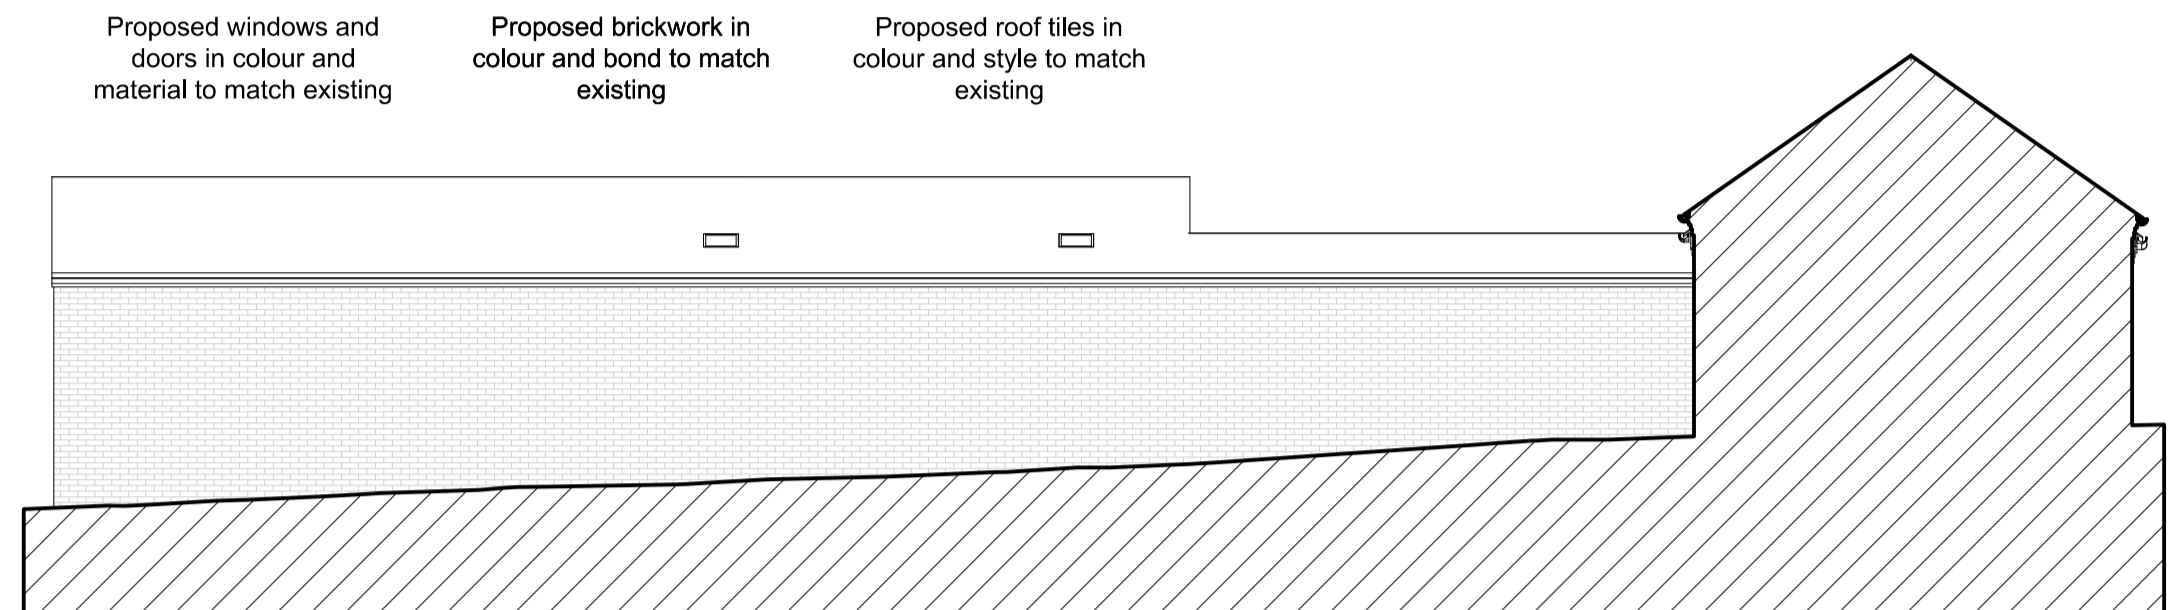 Proposed windows and
doors in colour and
material to match existing
Proposed brickwork in
colour and bond to match
existing
Proposed roof tiles in
colour and style to match
existing